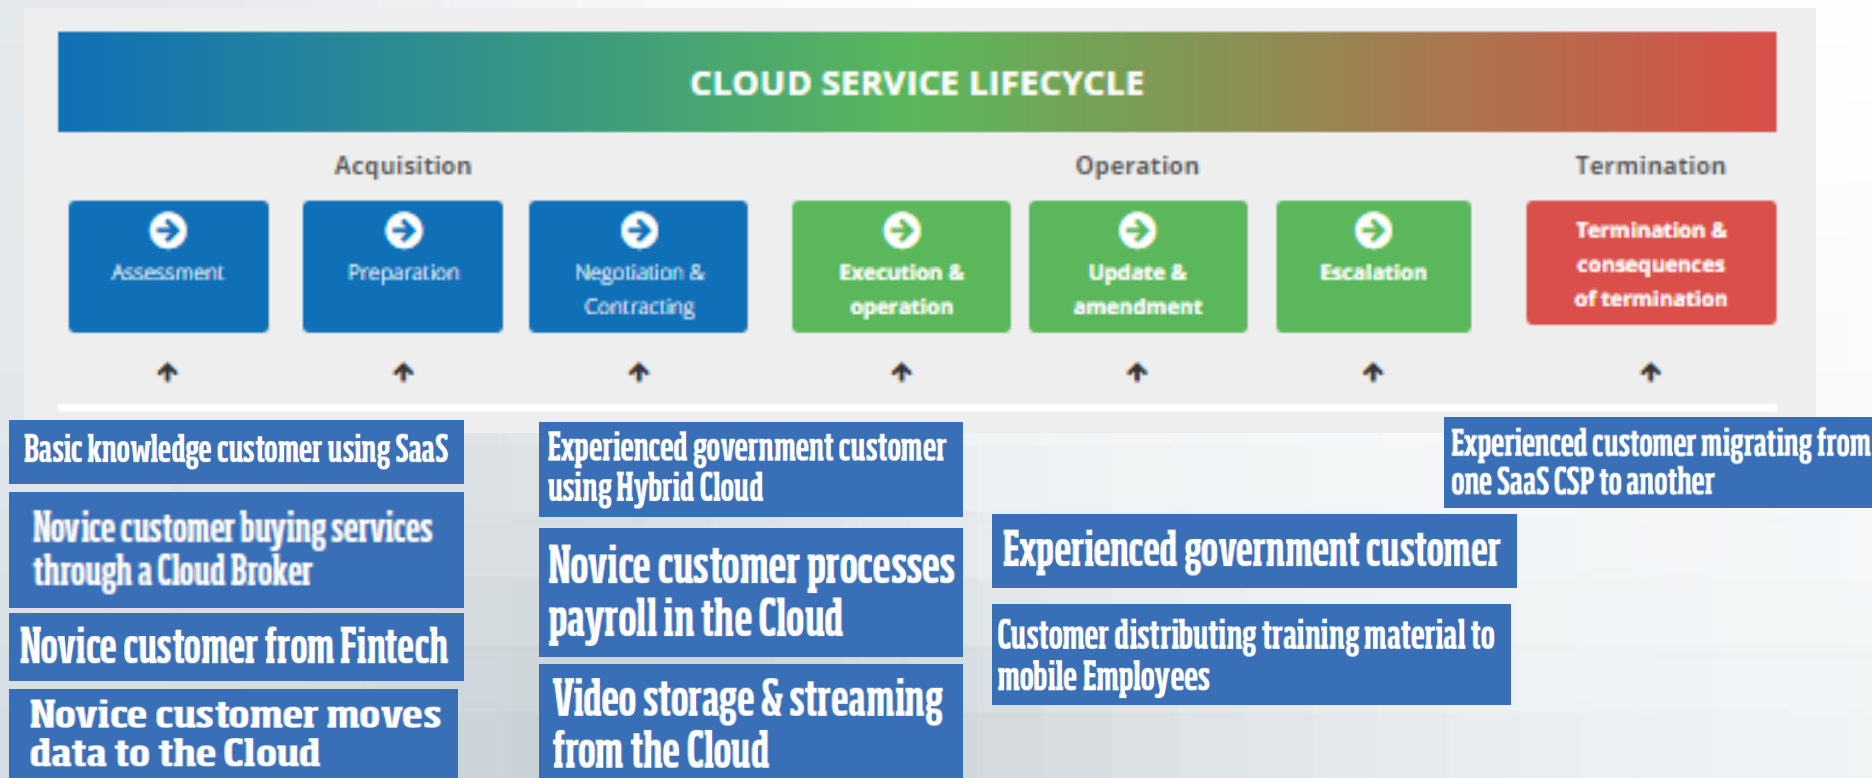 CLOUD SERVICE LIFECYCLE
Acquisition
Operation
Termination
Assessment
Preparation
Negotiation &
Contracting
Execution &
operation
Update &
amendment
Escalation
Termination &
consequences
of termination
Basic knowledge customer using SaaS
Novice customer buying services
through a Cloud Broker
Novice customer from Fintech
Novice customer moves
data to the Cloud
Experienced government customer
using Hybrid Cloud
Novice customer processes
payroll in the Cloud
Video storage & streaming
from the Cloud
Experienced government customer
Customer distributing training material to
mobile Employees
Experienced customer migrating from
one SaaS CSP to another